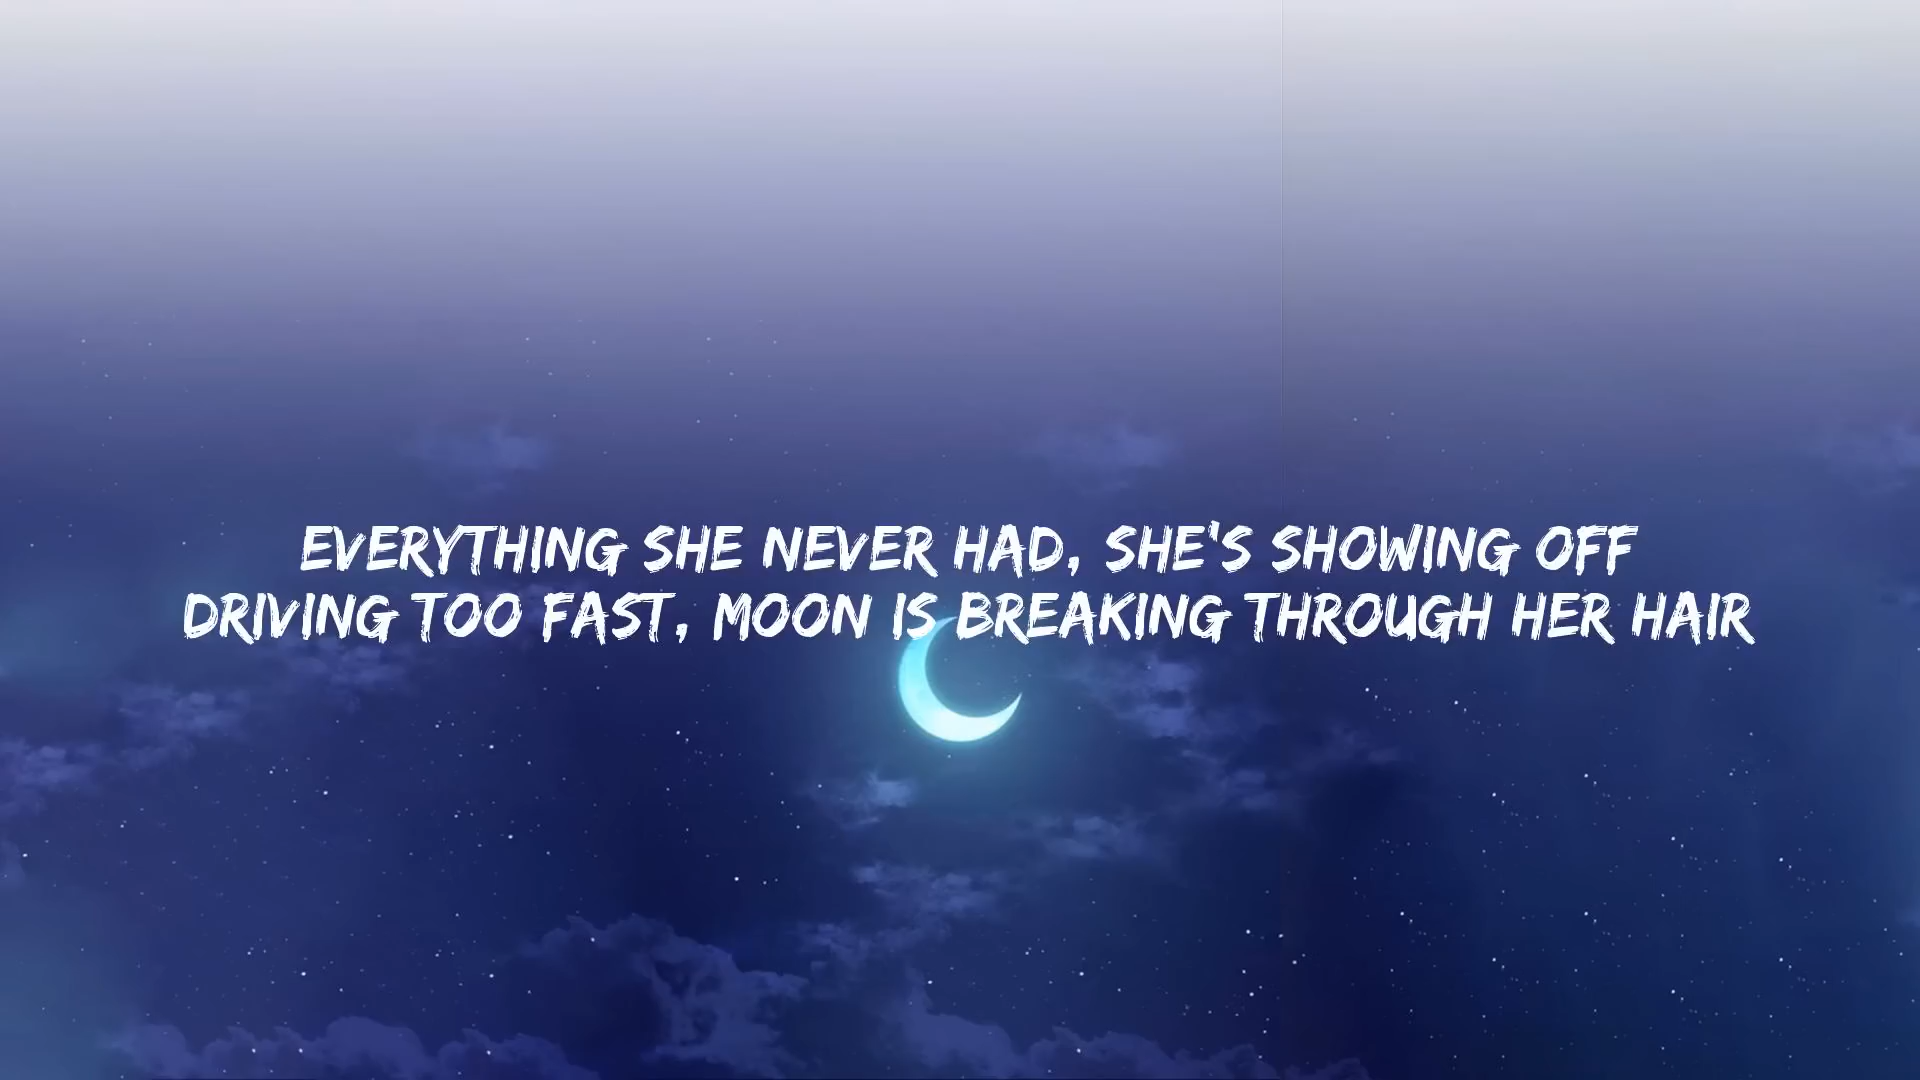 EVERYTHING SHE NEVER HAD, SHE'S SHOWING OFF
DRIVING TOO FAST, MOON IS BREAKING THROUGH HER HAIR